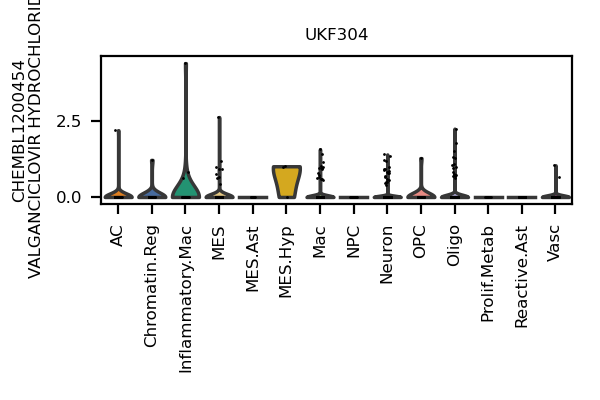 UKF304
CHEMBL1200454
VALGANCICLOVIR HYDROCHLORID
2.5
0.0
AC
Chromatin.Reg
Inflammatory.Mac
MES
MES.Ast
MES.Hyp
Mac
NPC
Neuron
OPC
Oligo
Prolif.Metab
Reactive.Ast
Vasc